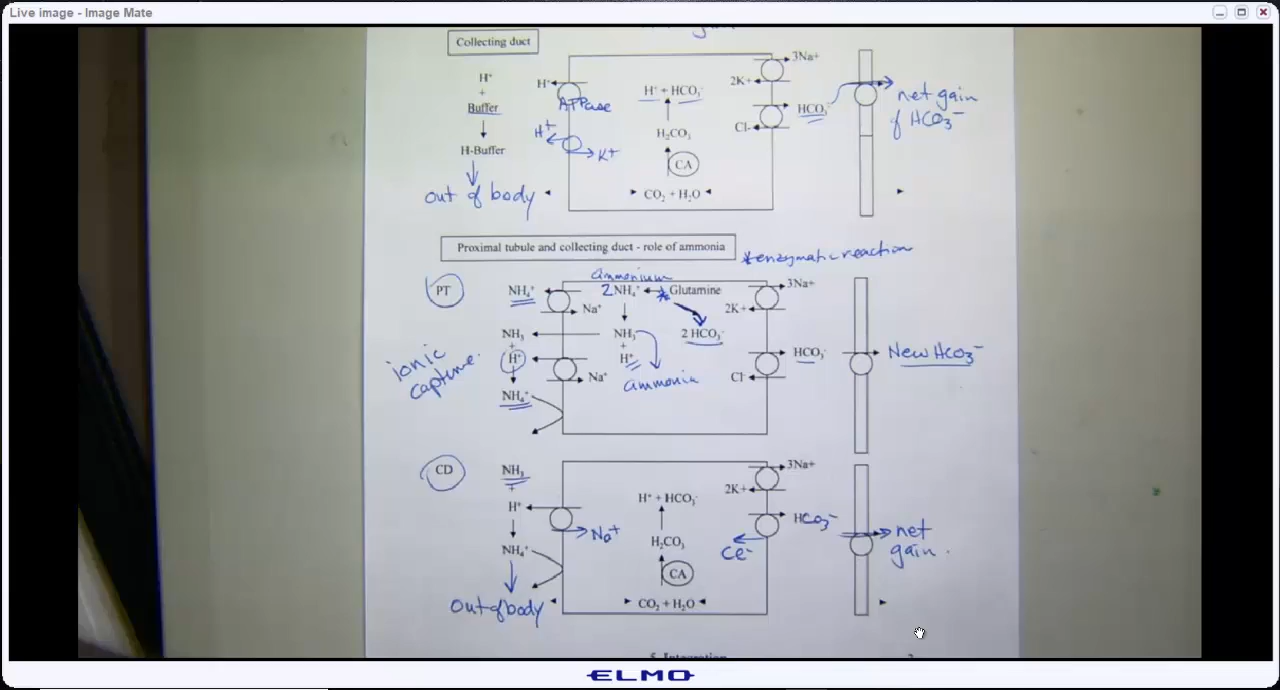 Live image - Image Mate
Collecting duct
H⁺
+
Buffer
H-Buffer
out of body
H⁺
ATPase
H⁺
K+
H⁺ + HCO₃⁻
H₂CO₃
CA
CO₂ + H₂O
3Na+
2K+
HCO₃⁻
Cl-
net gain
of HCO₃⁻
Proximal tubule and collecting duct - role of ammonia
*enzymatic reaction
PT
ammonium
NH₄⁺
2NH₄⁺
* Glutamine
Na⁺
3Na+
2K+
NH₃
+
H⁺
NH₃
+
H⁺
2 HCO₃⁻
ammonia
ionic
capture.
Na⁺
NH₄⁺
HCO₃⁻
Cl⁻
New HCO₃⁻
CD
NH₃
+
H⁺
Na⁺
NH₄⁺
Out of body
H⁺ + HCO₃⁻
H₂CO₃
CA
CO₂ + H₂O
3Na+
2K+
HCO₃⁻
Cl⁻
net
gain.
ELMO